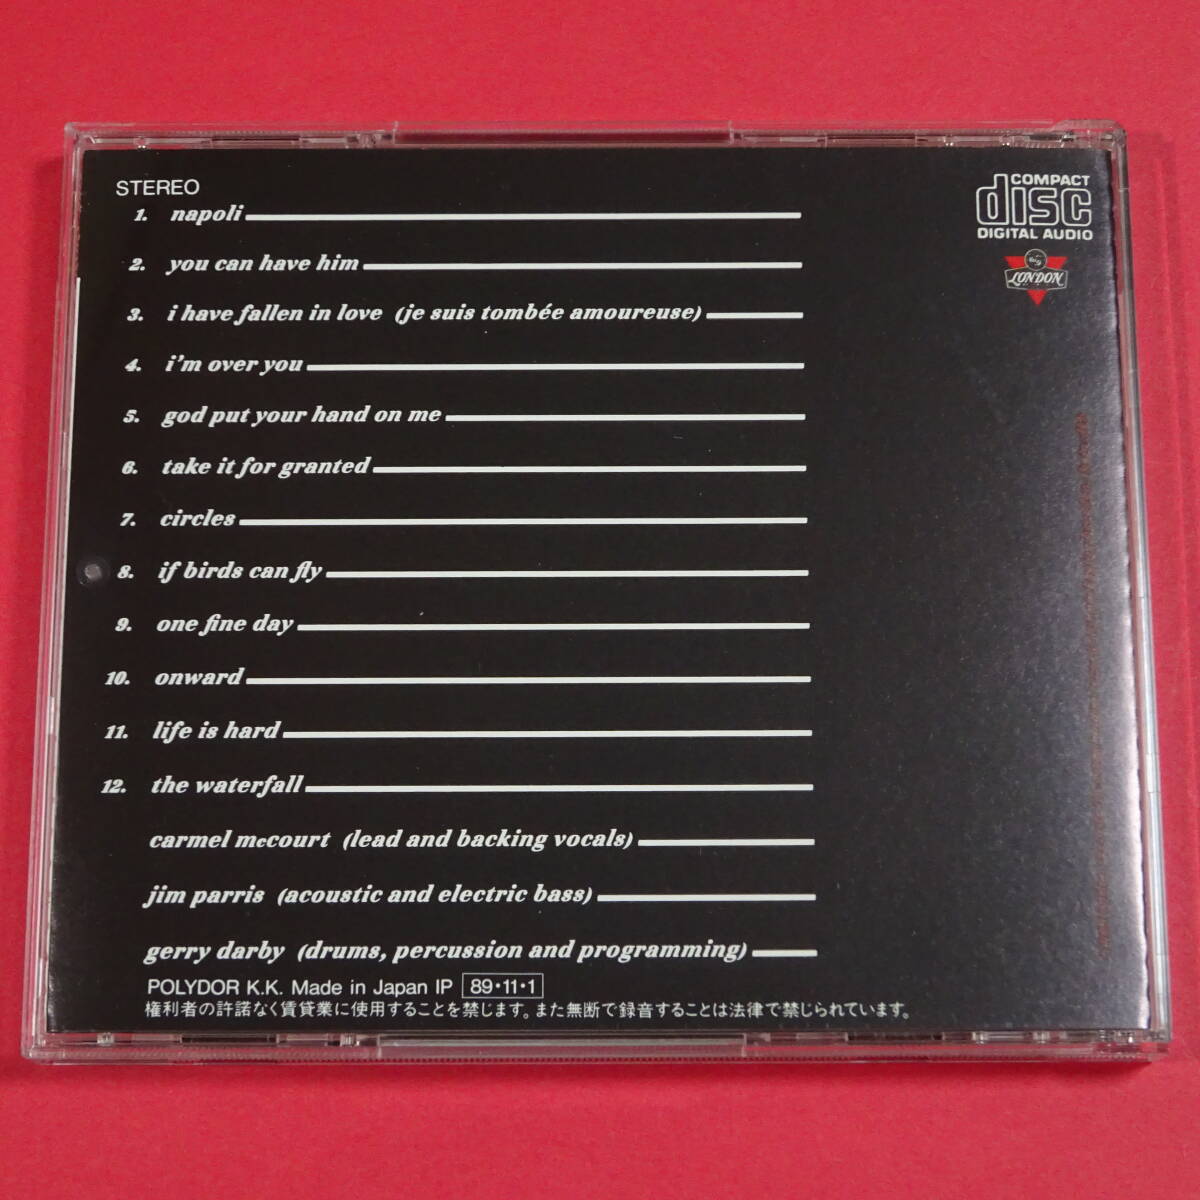 STEREO
1. napoli
2. you can have him
3. i have fallen in love (je suis tombée amoureuse)
4. i'm over you
5. god put your hand on me
6. take it for granted
7. circles
8. if birds can fly
9. one fine day
10. onward
11. life is hard
12. the waterfall
carmel mccourt (lead and backing vocals)
jim parris (acoustic and electric bass)
gerry darby (drums, percussion and programming)
POLYDOR K.K. Made in Japan IP 89・11・1
権利者の許諾なく賃貸業に使用することを禁じます。また無断で録音することは法律で禁じられています。
COMPACT
disc
DIGITAL AUDIO
LONDON